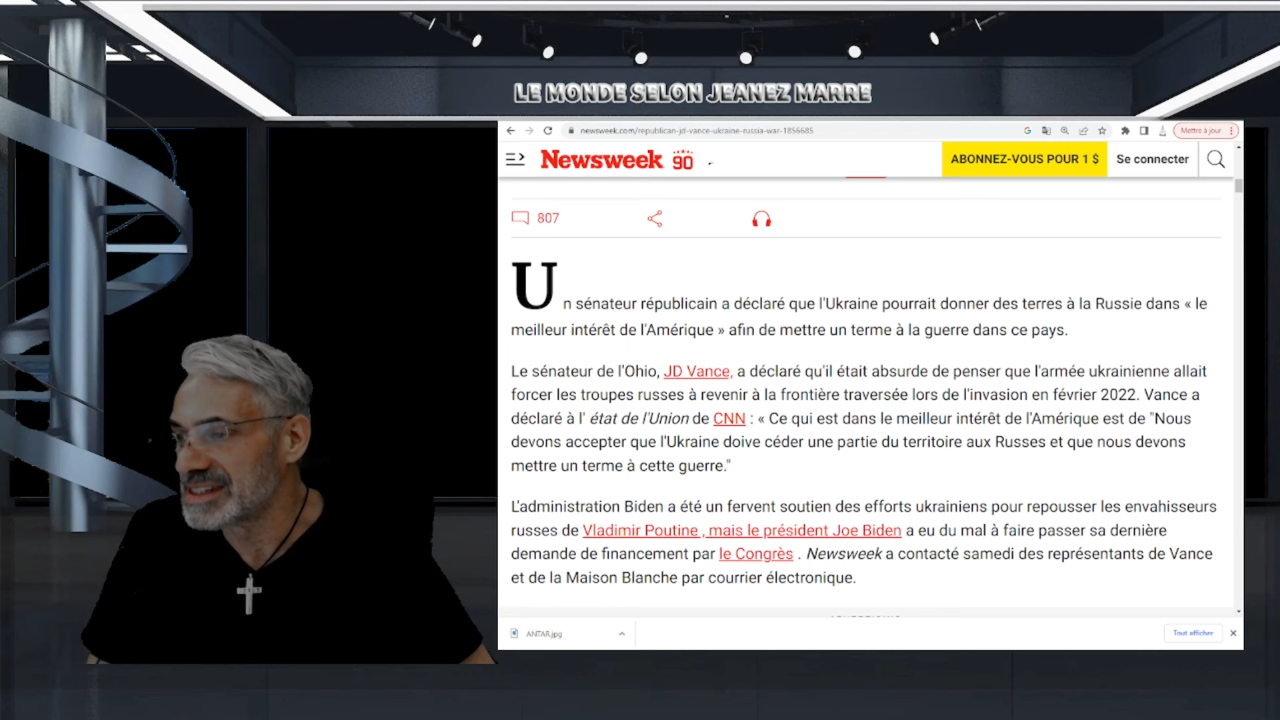 LE MONDE SELON JEANEZ MARRE
newsweek.com/republican-jd-vance-ukraine-russia-war-1856685
Mettre à jour
Newsweek 90
ABONNEZ-VOUS POUR 1 $
Se connecter
807
Un sénateur républicain a déclaré que l'Ukraine pourrait donner des terres à la Russie dans « le
meilleur intérêt de l'Amérique » afin de mettre un terme à la guerre dans ce pays.
Le sénateur de l'Ohio, JD Vance, a déclaré qu'il était absurde de penser que l'armée ukrainienne allait
forcer les troupes russes à revenir à la frontière traversée lors de l'invasion en février 2022. Vance a
déclaré à l' état de l'Union de CNN : « Ce qui est dans le meilleur intérêt de l'Amérique est de "Nous
devons accepter que l'Ukraine doive céder une partie du territoire aux Russes et que nous devons
mettre un terme à cette guerre."
L'administration Biden a été un fervent soutien des efforts ukrainiens pour repousser les envahisseurs
russes de Vladimir Poutine , mais le président Joe Biden a eu du mal à faire passer sa dernière
demande de financement par le Congrès . Newsweek a contacté samedi des représentants de Vance
et de la Maison Blanche par courrier électronique.
ANTAR.jpg
Tout afficher